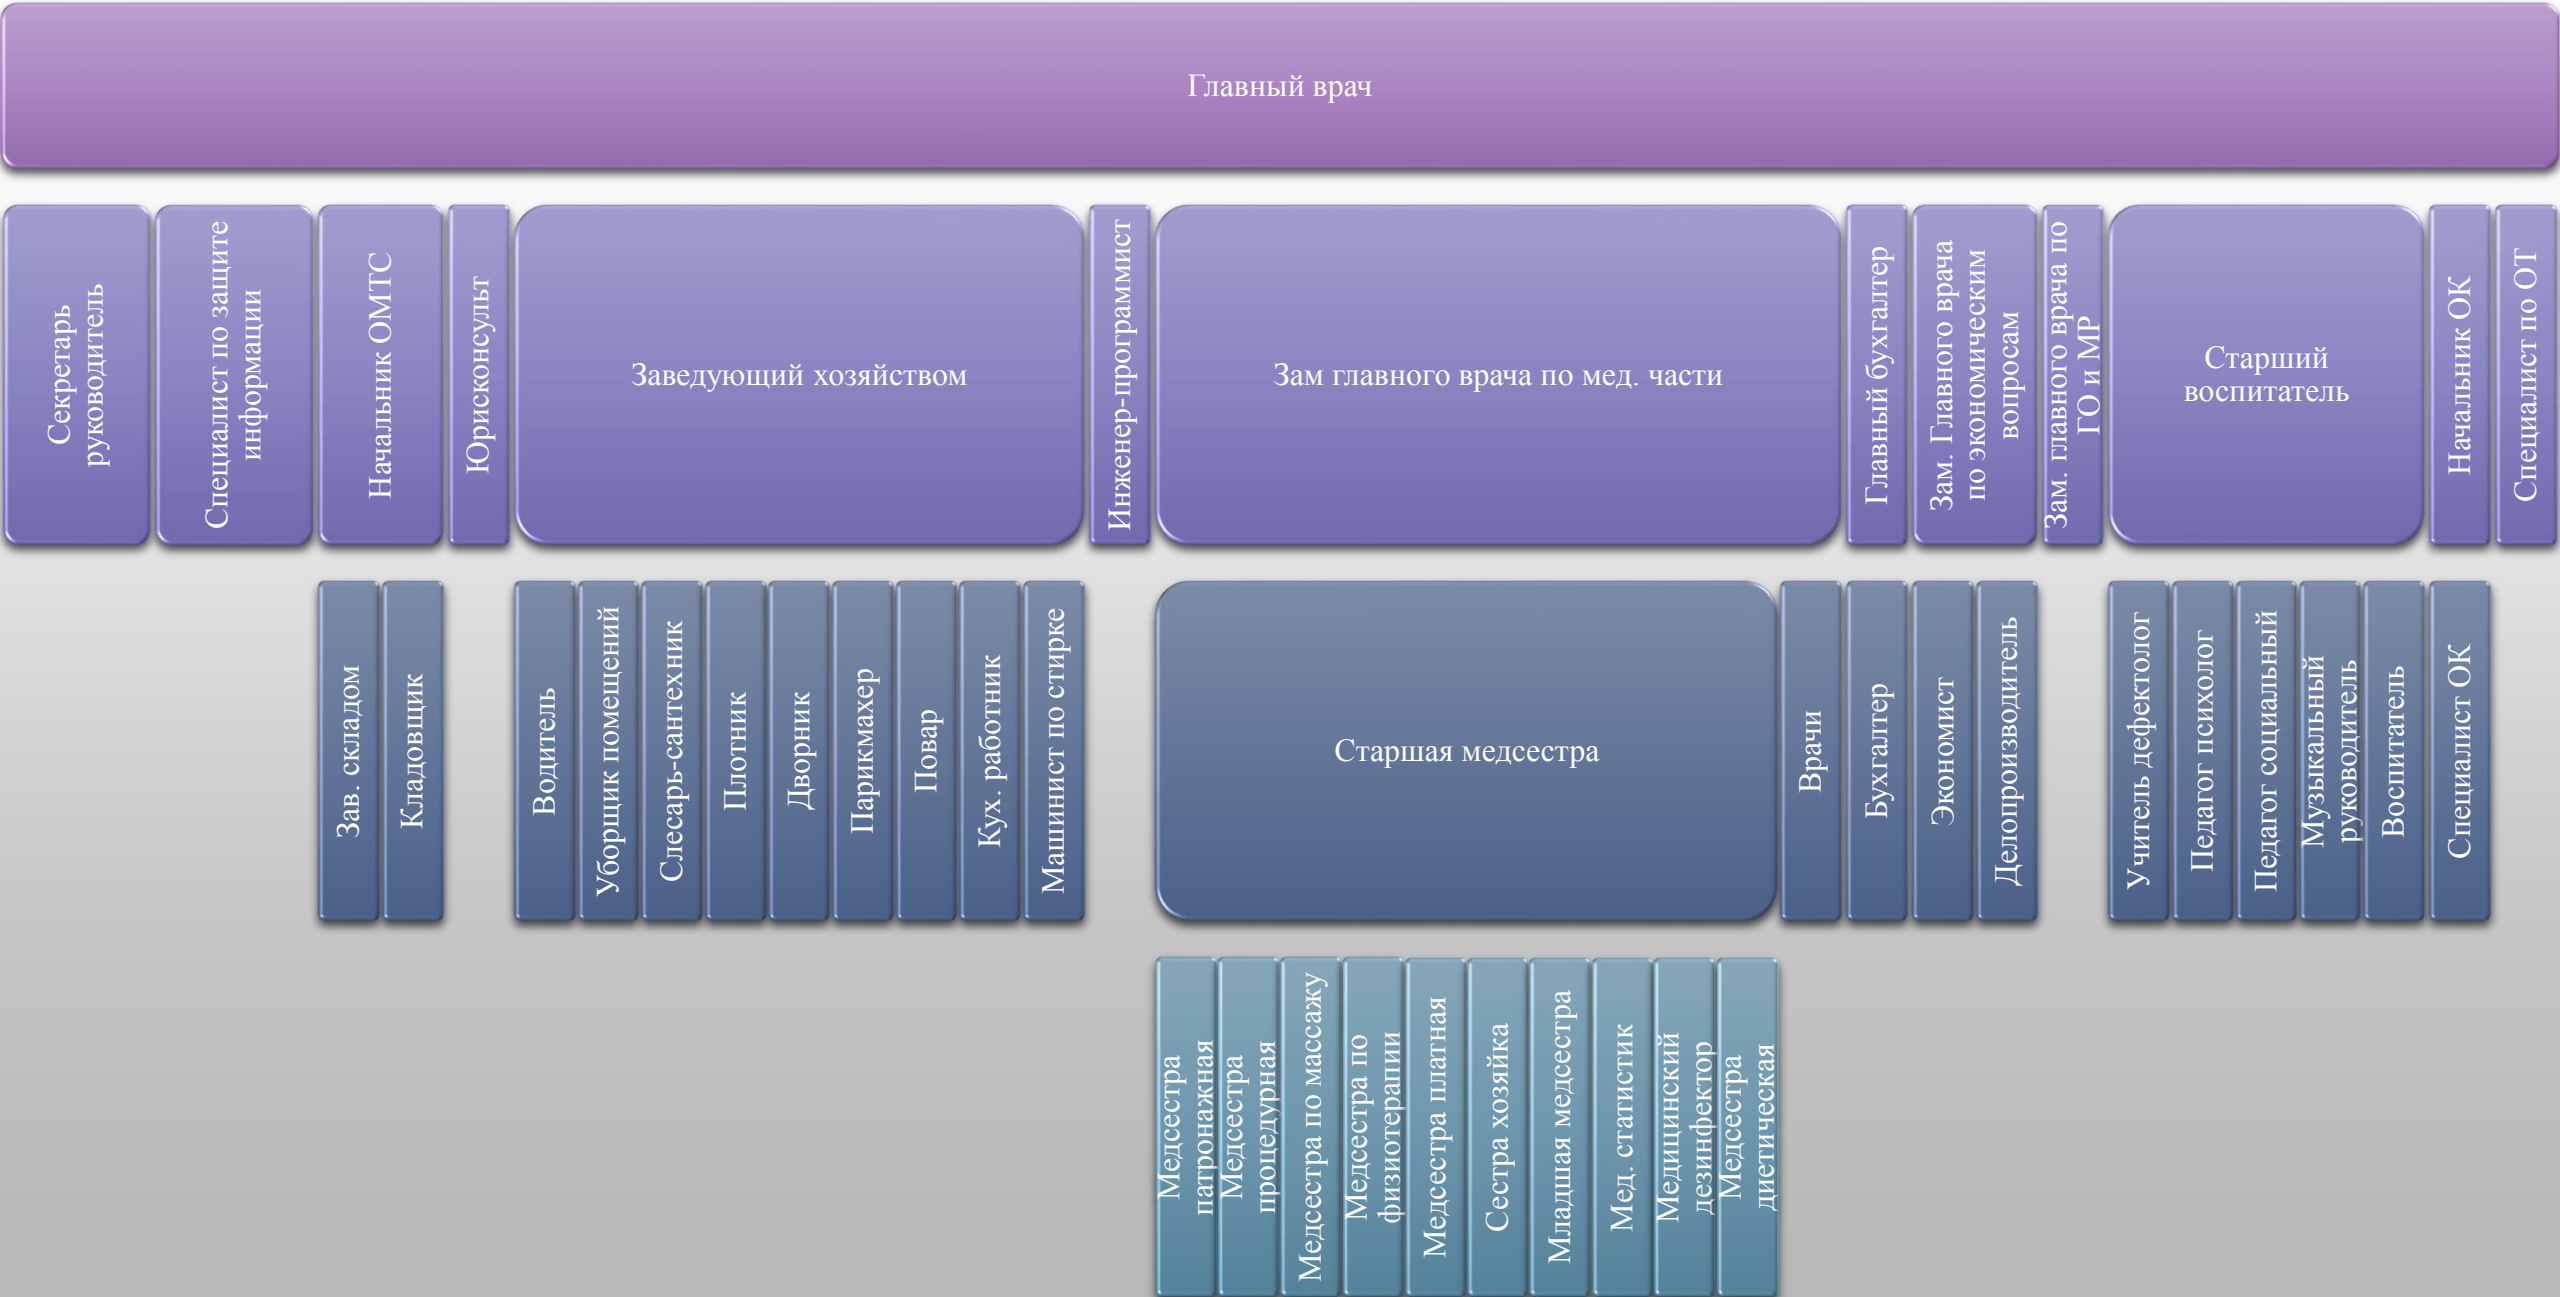 Главный врач
Секретарь
руководитель
Специалист по защите
информации
Начальник ОМТС
Юрисконсульт
Заведующий хозяйством
Инженер-программист
Зам главного врача по мед. части
Главный бухгалтер
Зам. Главного врача
по экономическим
вопросам
Зам. главного врача по
ГО и МР
Старший
воспитатель
Начальник ОК
Специалист по ОТ
Зав. складом
Кладовщик
Водитель
Уборщик помещений
Слесарь-сантехник
Плотник
Дворник
Парикмахер
Повар
Кух. работник
Машинист по стирке
Старшая медсестра
Врачи
Бухгалтер
Экономист
Делопроизводитель
Учитель дефектолог
Педагог психолог
Педагог социальный
Музыкальный
руководитель
Воспитатель
Специалист ОК
Медсестра
патронажная
Медсестра
процедурная
Медсестра по массажу
Медсестра по
физиотерапии
Медсестра платная
Сестра хозяйка
Младшая медсестра
Мед. статистик
Медицинский
дезинфектор
Медсестра
диетическая